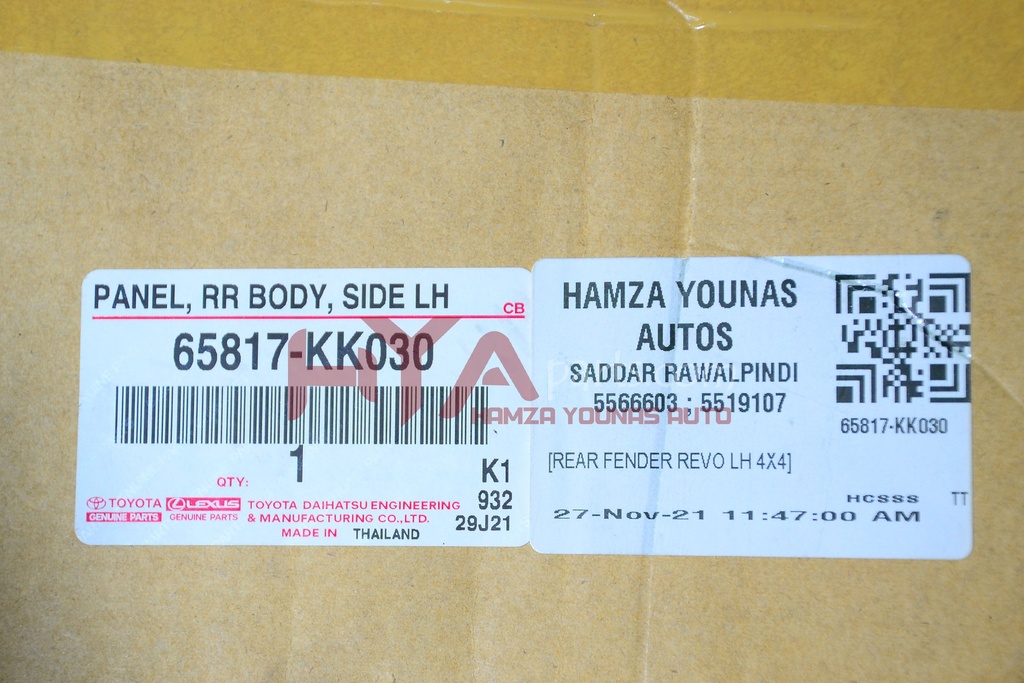 PANEL, RR BODY, SIDE LH
CB
65817-KK030
1
QTY:
K1
932
29J21
TOYOTA
GENUINE PARTS
LEXUS
GENUINE PARTS
TOYOTA DAIHATSU ENGINEERING
& MANUFACTURING CO.,LTD.
MADE IN THAILAND
HAMZA YOUNAS
AUTOS
SADDAR RAWALPINDI
5566603 ; 5519107
65817-KK030
[REAR FENDER REVO LH 4X4]
HCSSS TT
27-Nov-21 11:47:00 AM
HYA
HAMZA YOUNAS AUTO